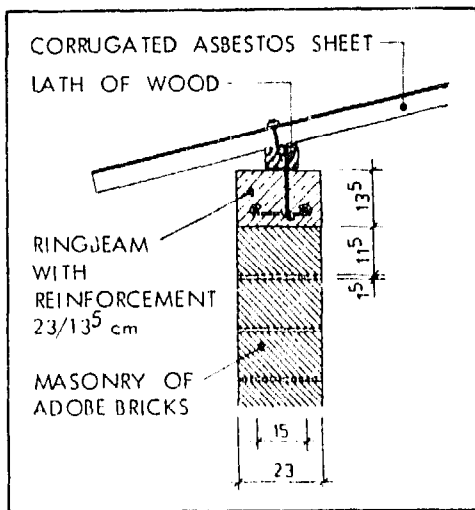 CORRUGATED ASBESTOS SHEET
LATH OF WOOD
13⁵
RINGBEAM
WITH
REINFORCEMENT
23/13⁵ cm
11⁵
1⁵
MASONRY OF
ADOBE BRICKS
15
23